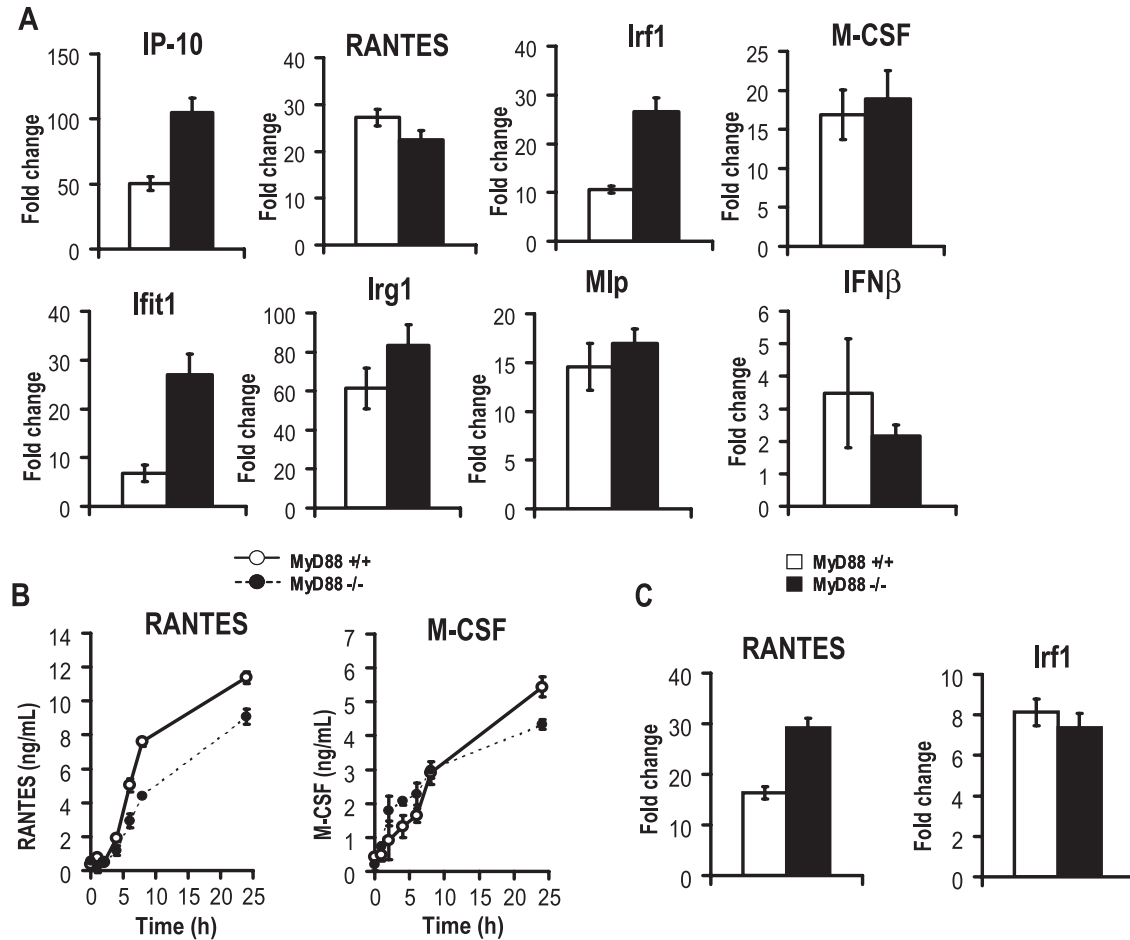 A
IP-10
RANTES
Irf1
M-CSF
Fold change
150
100
50
0
Fold change
40
30
20
10
0
Fold change
40
30
20
10
0
Fold change
25
20
15
10
5
0
Ifit1
Irg1
Mlp
IFNβ
Fold change
40
30
20
10
0
Fold change
100
80
60
40
20
0
Fold change
20
15
10
5
0
Fold change
6
5
4
3
2
1
0
MyD88 +/+
MyD88 -/-
MyD88 +/+
MyD88 -/-
B
RANTES
RANTES (ng/mL)
14
12
10
8
6
4
2
0
0 5 10 15 20 25
Time (h)
M-CSF
M-CSF (ng/mL)
7
6
5
4
3
2
1
0
0 5 10 15 20 25
Time (h)
C
RANTES
Fold change
40
30
20
10
0
Irf1
Fold change
10
8
6
4
2
0